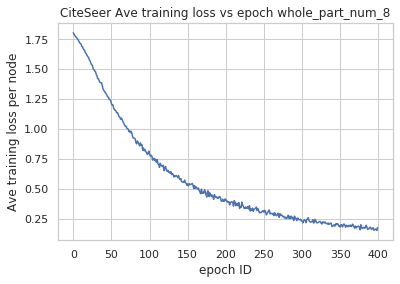 CiteSeer Ave training loss vs epoch whole_part_num_8
Ave training loss per node
1.75
1.50
1.25
1.00
0.75
0.50
0.25
0 50 100 150 200 250 300 350 400
epoch ID